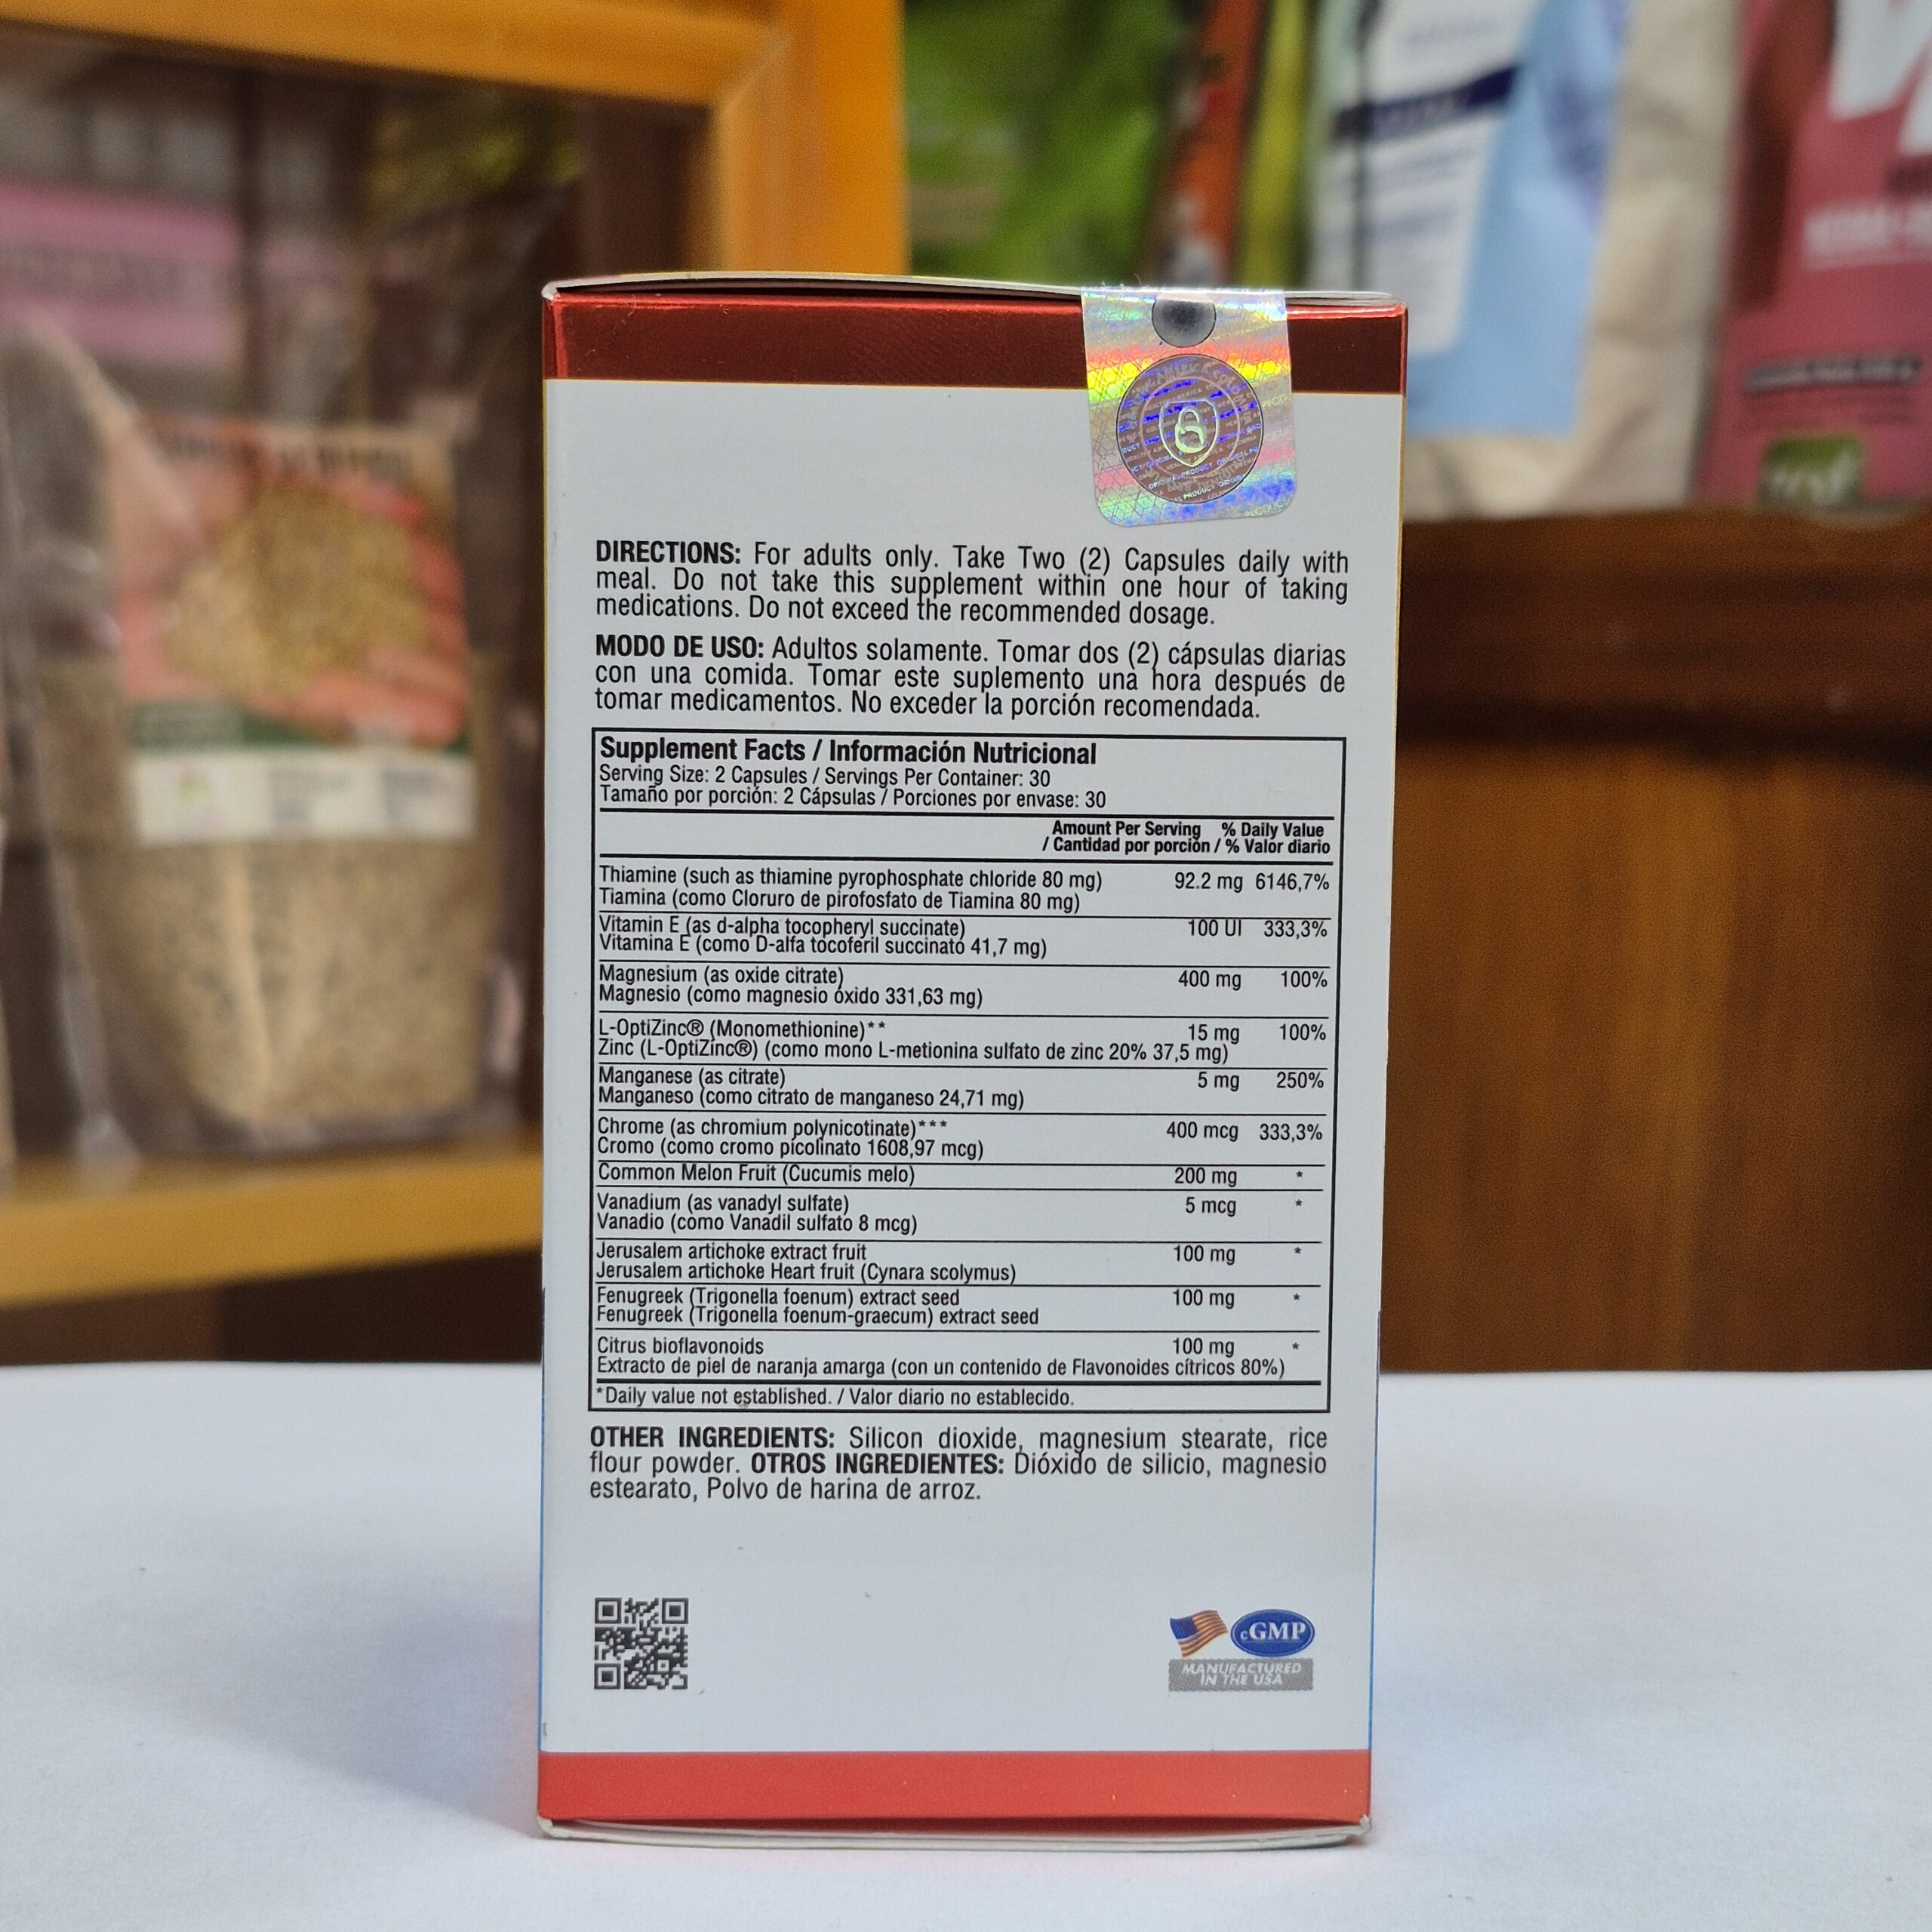 DIRECTIONS: For adults only. Take Two (2) Capsules daily with
meal. Do not take this supplement within one hour of taking
medications. Do not exceed the recommended dosage.
MODO DE USO: Adultos solamente. Tomar dos (2) cápsulas diarias
con una comida. Tomar este suplemento una hora después de
tomar medicamentos. No exceder la porción recomendada.
Supplement Facts / Información Nutricional
Serving Size: 2 Capsules / Servings Per Container: 30
Tamaño por porción: 2 Cápsulas / Porciones por envase: 30
Amount Per Serving % Daily Value
/ Cantidad por porción / % Valor diario
Thiamine (such as thiamine pyrophosphate chloride 80 mg) 92.2 mg 6146,7%
Tiamina (como Cloruro de pirofosfato de Tiamina 80 mg)
Vitamin E (as d-alpha tocopheryl succinate) 100 UI 333,3%
Vitamina E (como D-alfa tocoferil succinato 41,7 mg)
Magnesium (as oxide citrate) 400 mg 100%
Magnesio (como magnesio óxido 331,63 mg)
L-OptiZinc® (Monomethionine)** 15 mg 100%
Zinc (L-OptiZinc®) (como mono L-metionina sulfato de zinc 20% 37,5 mg)
Manganese (as citrate) 5 mg 250%
Manganeso (como citrato de manganeso 24,71 mg)
Chrome (as chromium polynicotinate)*** 400 mcg 333,3%
Cromo (como cromo picolinato 1608,97 mcg)
Common Melon Fruit (Cucumis melo) 200 mg *
Vanadium (as vanadyl sulfate) 5 mcg *
Vanadio (como Vanadil sulfato 8 mcg)
Jerusalem artichoke extract fruit 100 mg *
Jerusalem artichoke Heart fruit (Cynara scolymus)
Fenugreek (Trigonella foenum) extract seed 100 mg *
Fenugreek (Trigonella foenum-graecum) extract seed
Citrus bioflavonoids 100 mg *
Extracto de piel de naranja amarga (con un contenido de Flavonoides cítricos 80%)
*Daily value not established. / Valor diario no establecido.
OTHER INGREDIENTS: Silicon dioxide, magnesium stearate, rice
flour powder. OTROS INGREDIENTES: Dióxido de silicio, magnesio
estearato, Polvo de harina de arroz.
cGMP
MANUFACTURED
IN THE USA